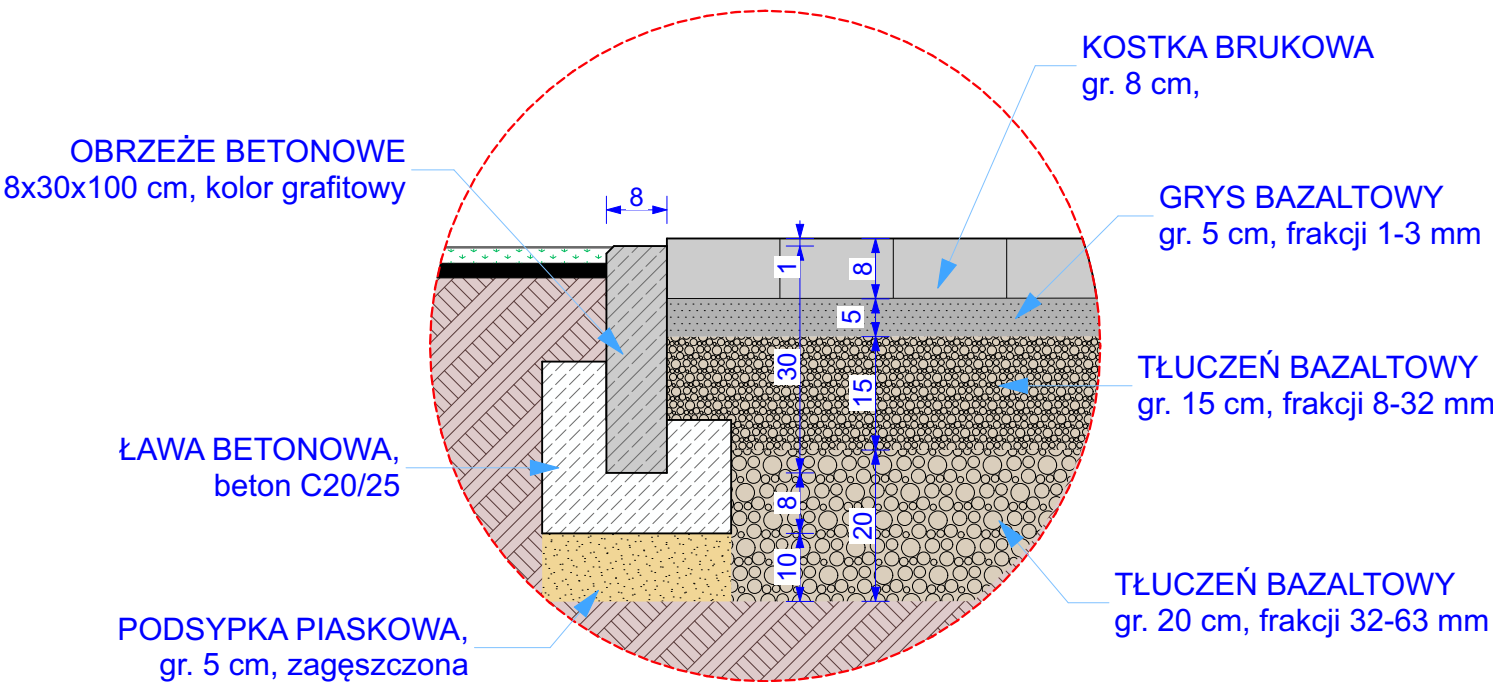 KOSTKA BRUKOWA
gr. 8 cm,
OBRZEŻE BETONOWE
8x30x100 cm, kolor grafitowy
8
GRYS BAZALTOWY
gr. 5 cm, frakcji 1-3 mm
1
8
5
30
15
TŁUCZEŃ BAZALTOWY
gr. 15 cm, frakcji 8-32 mm
ŁAWA BETONOWA,
beton C20/25
8
20
10
TŁUCZEŃ BAZALTOWY
gr. 20 cm, frakcji 32-63 mm
PODSYPKA PIASKOWA,
gr. 5 cm, zagęszczona